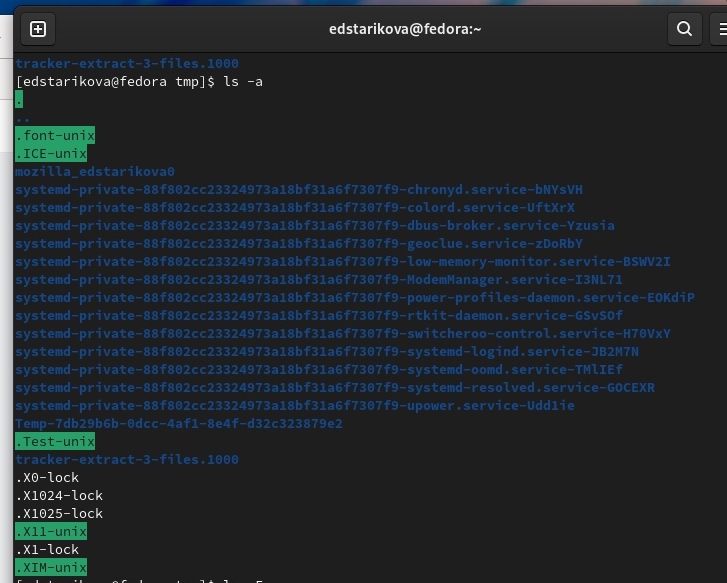 edstarikova@fedora:~
tracker-extract-3-files.1000
[edstarikova@fedora tmp]$ ls -a
.
..
.font-unix
.ICE-unix
mozilla_edstarikova0
systemd-private-88f802cc23324973a18bf31a6f7307f9-chronyd.service-bNYsVH
systemd-private-88f802cc23324973a18bf31a6f7307f9-colord.service-UftXrX
systemd-private-88f802cc23324973a18bf31a6f7307f9-dbus-broker.service-Yzusia
systemd-private-88f802cc23324973a18bf31a6f7307f9-geoclue.service-zDoRbY
systemd-private-88f802cc23324973a18bf31a6f7307f9-low-memory-monitor.service-BSWV2I
systemd-private-88f802cc23324973a18bf31a6f7307f9-ModemManager.service-I3NL71
systemd-private-88f802cc23324973a18bf31a6f7307f9-power-profiles-daemon.service-EOKdiP
systemd-private-88f802cc23324973a18bf31a6f7307f9-rtkit-daemon.service-GSvSOf
systemd-private-88f802cc23324973a18bf31a6f7307f9-switcheroo-control.service-H70VxY
systemd-private-88f802cc23324973a18bf31a6f7307f9-systemd-logind.service-JB2M7N
systemd-private-88f802cc23324973a18bf31a6f7307f9-systemd-oomd.service-TMlIEf
systemd-private-88f802cc23324973a18bf31a6f7307f9-systemd-resolved.service-GOCEXR
systemd-private-88f802cc23324973a18bf31a6f7307f9-upower.service-Udd1ie
Temp-7db29b6b-0dcc-4af1-8e4f-d32c323879e2
.Test-unix
tracker-extract-3-files.1000
.X0-lock
.X1024-lock
.X1025-lock
.X11-unix
.X1-lock
.XIM-unix